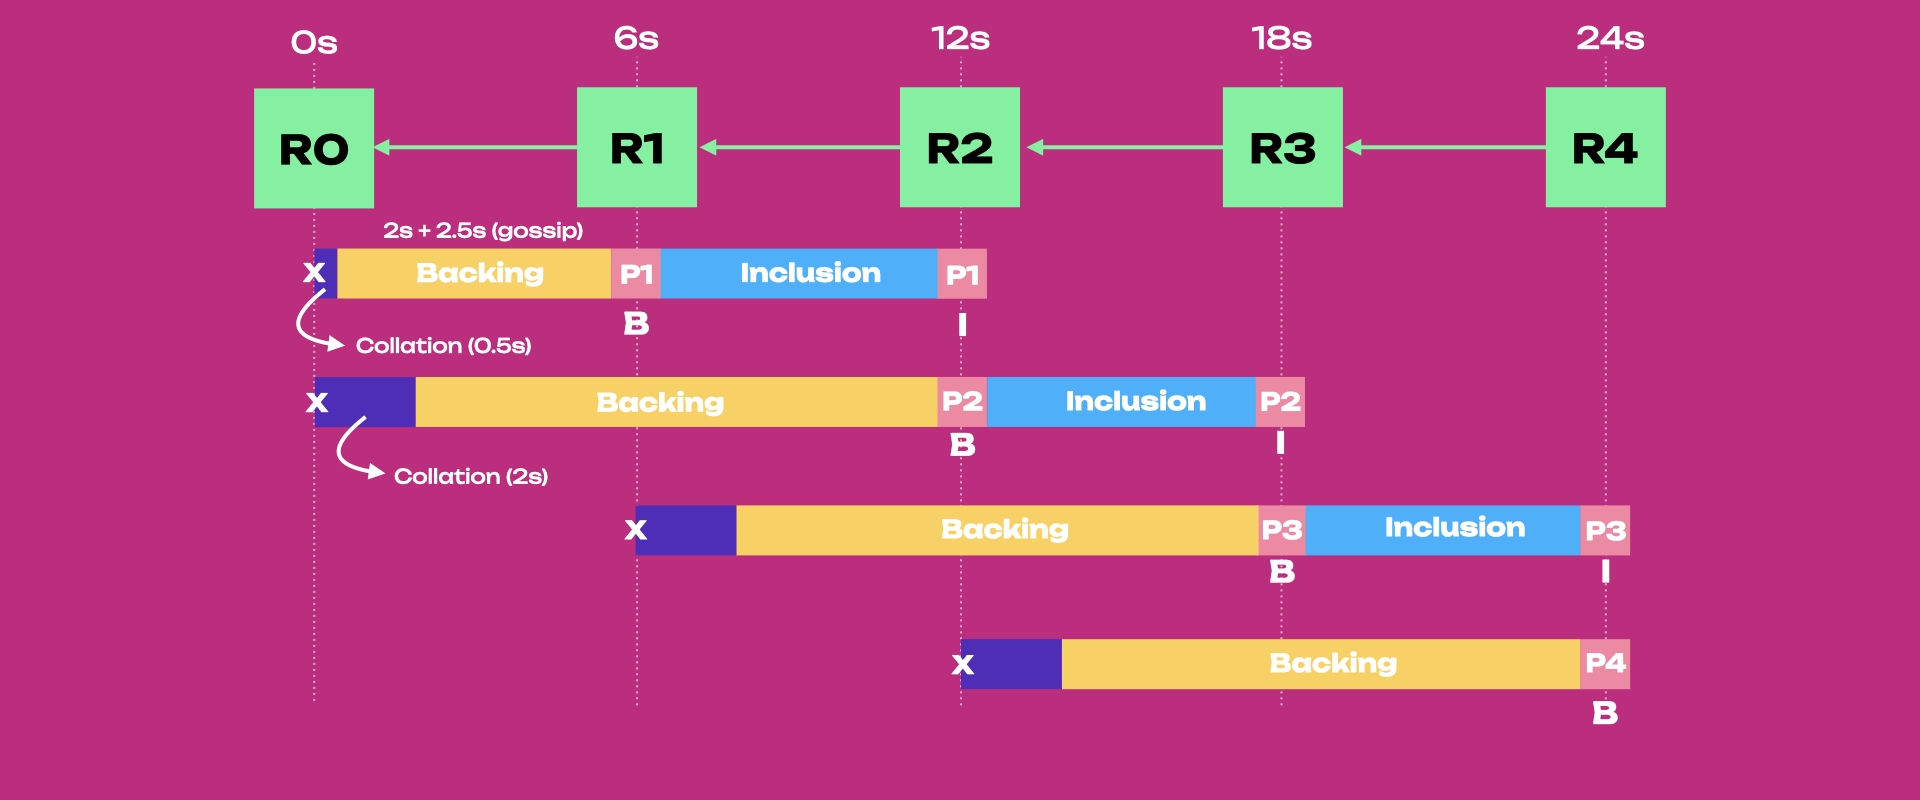 0s 6s 12s 18s 24s
R0 R1 R2 R3 R4
2s + 2.5s (gossip)
X Backing P1 Inclusion P1
B I
Collation (0.5s)
X Backing P2 Inclusion P2
B I
Collation (2s)
X Backing P3 Inclusion P3
B I
X Backing P4
B